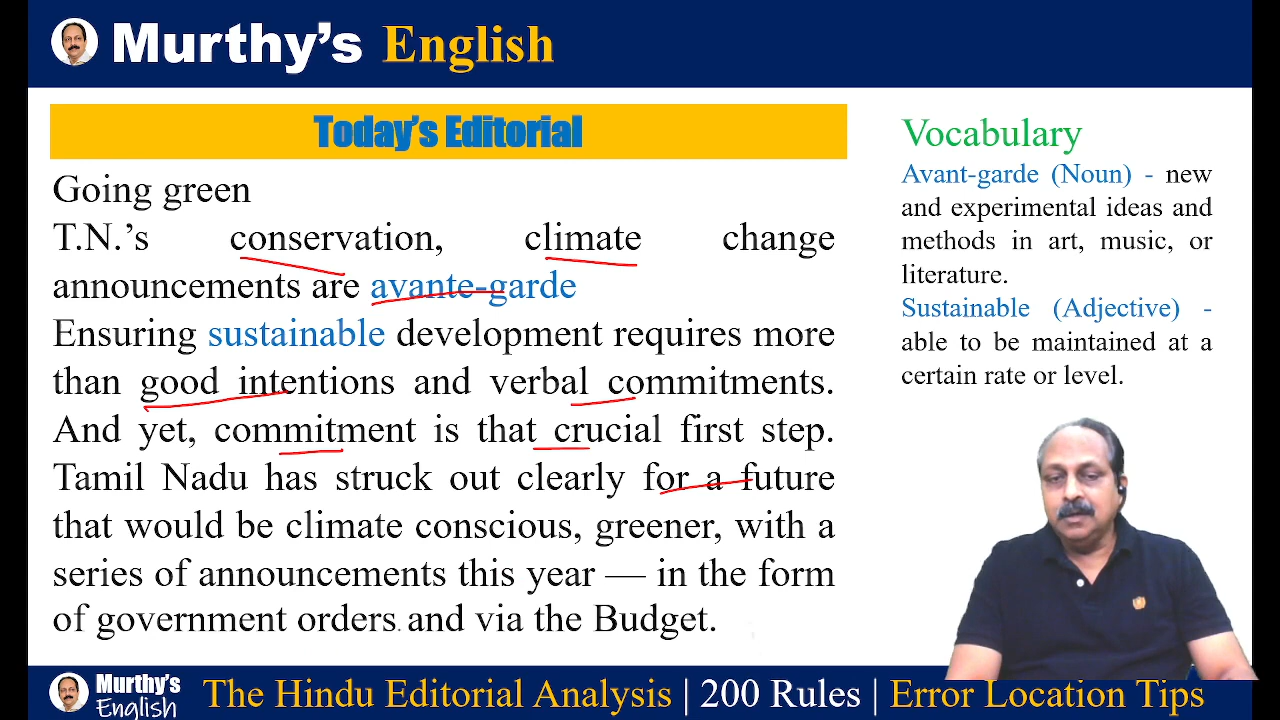 Murthy's English
Today's Editorial
Going green
T.N.'s conservation, climate change
announcements are avante-garde
Ensuring sustainable development requires more
than good intentions and verbal commitments.
And yet, commitment is that crucial first step.
Tamil Nadu has struck out clearly for a future
that would be climate conscious, greener, with a
series of announcements this year — in the form
of government orders and via the Budget.
Vocabulary
Avant-garde (Noun) - new
and experimental ideas and
methods in art, music, or
literature.
Sustainable (Adjective) -
able to be maintained at a
certain rate or level.
Murthy's
English
The Hindu Editorial Analysis | 200 Rules | Error Location Tips